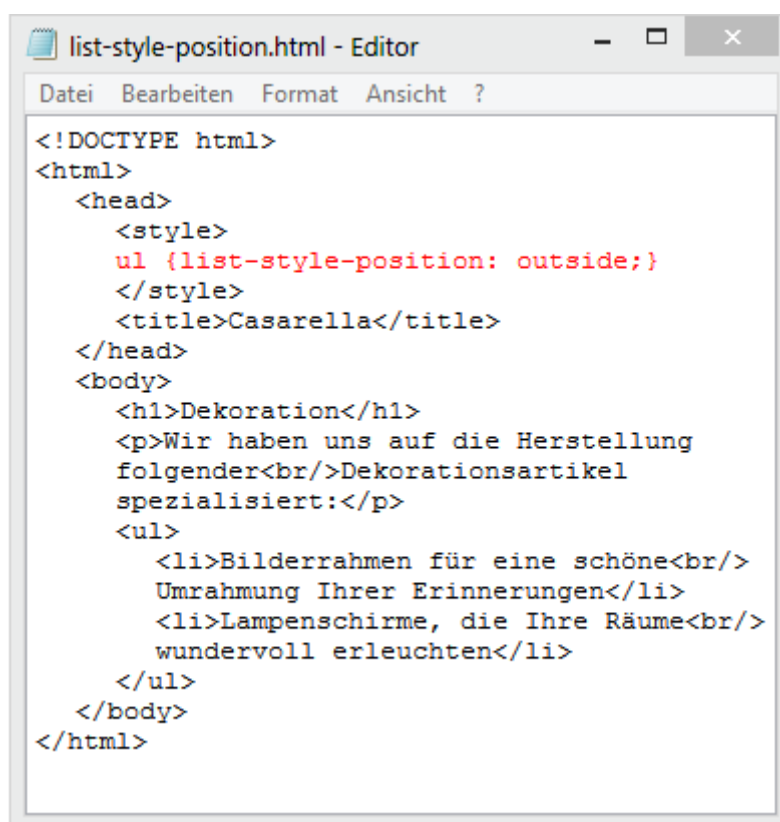 list-style-position.html - Editor
Datei Bearbeiten Format Ansicht ?
<!DOCTYPE html>
<html>
<head>
<style>
ul {list-style-position: outside;}
</style>
<title>Casarella</title>
</head>
<body>
<h1>Dekoration</h1>
<p>Wir haben uns auf die Herstellung
folgender<br/>Dekorationsartikel
spezialisiert:</p>
<ul>
<li>Bilderrahmen für eine schöne<br/>
Umrahmung Ihrer Erinnerungen</li>
<li>Lampenschirme, die Ihre Räume<br/>
wundervoll erleuchten</li>
</ul>
</body>
</html>